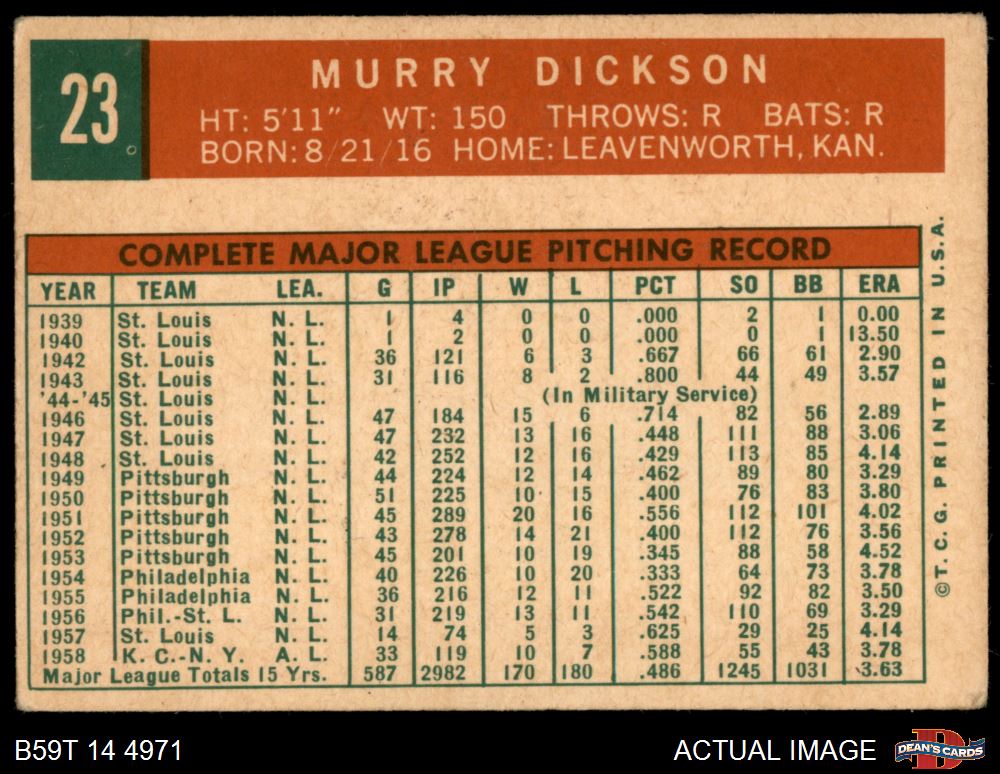 23
MURRY DICKSON
HT: 5'11" WT: 150 THROWS: R BATS: R
BORN: 8/21/16 HOME: LEAVENWORTH, KAN.
COMPLETE MAJOR LEAGUE PITCHING RECORD
YEAR TEAM LEA. G IP W L PCT SO BB ERA
1939 St. Louis N. L. 1 4 0 0 .000 2 1 0.00
1940 St. Louis N. L. 1 2 0 0 .000 0 1 13.50
1942 St. Louis N. L. 36 121 6 3 .667 66 61 2.90
1943 St. Louis N. L. 31 116 8 2 .800 44 49 3.57
'44-'45 St. Louis N. L. (In Military Service)
1946 St. Louis N. L. 47 184 15 6 .714 82 56 2.89
1947 St. Louis N. L. 47 232 13 16 .448 111 88 3.06
1948 St. Louis N. L. 42 252 12 16 .429 113 85 4.14
1949 Pittsburgh N. L. 44 224 12 14 .462 89 80 3.29
1950 Pittsburgh N. L. 51 225 10 15 .400 76 83 3.80
1951 Pittsburgh N. L. 45 289 20 16 .556 112 101 4.02
1952 Pittsburgh N. L. 43 278 14 21 .400 112 76 3.56
1953 Pittsburgh N. L. 45 201 10 19 .345 88 58 4.52
1954 Philadelphia N. L. 40 226 10 20 .333 64 73 3.78
1955 Philadelphia N. L. 36 216 12 11 .522 92 82 3.50
1956 Phil.-St. L. N. L. 31 219 13 11 .542 110 69 3.29
1957 St. Louis N. L. 14 74 5 3 .625 29 25 4.14
1958 K. C.-N. Y. A. L. 33 119 10 7 .588 55 43 3.78
Major League Totals 15 Yrs. 587 2982 170 180 .486 1245 1031 3.63
©T. C. G. PRINTED IN U.S.A.
B59T 14 4971
ACTUAL IMAGE
D
DEAN'S CARDS